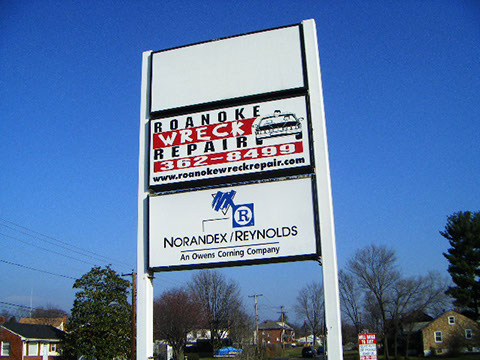 ROANOKE
WRECK
REPAIR
362-8499
www.roanokewreckrepair.com
R
NORANDEX/REYNOLDS
An Owens Corning Company